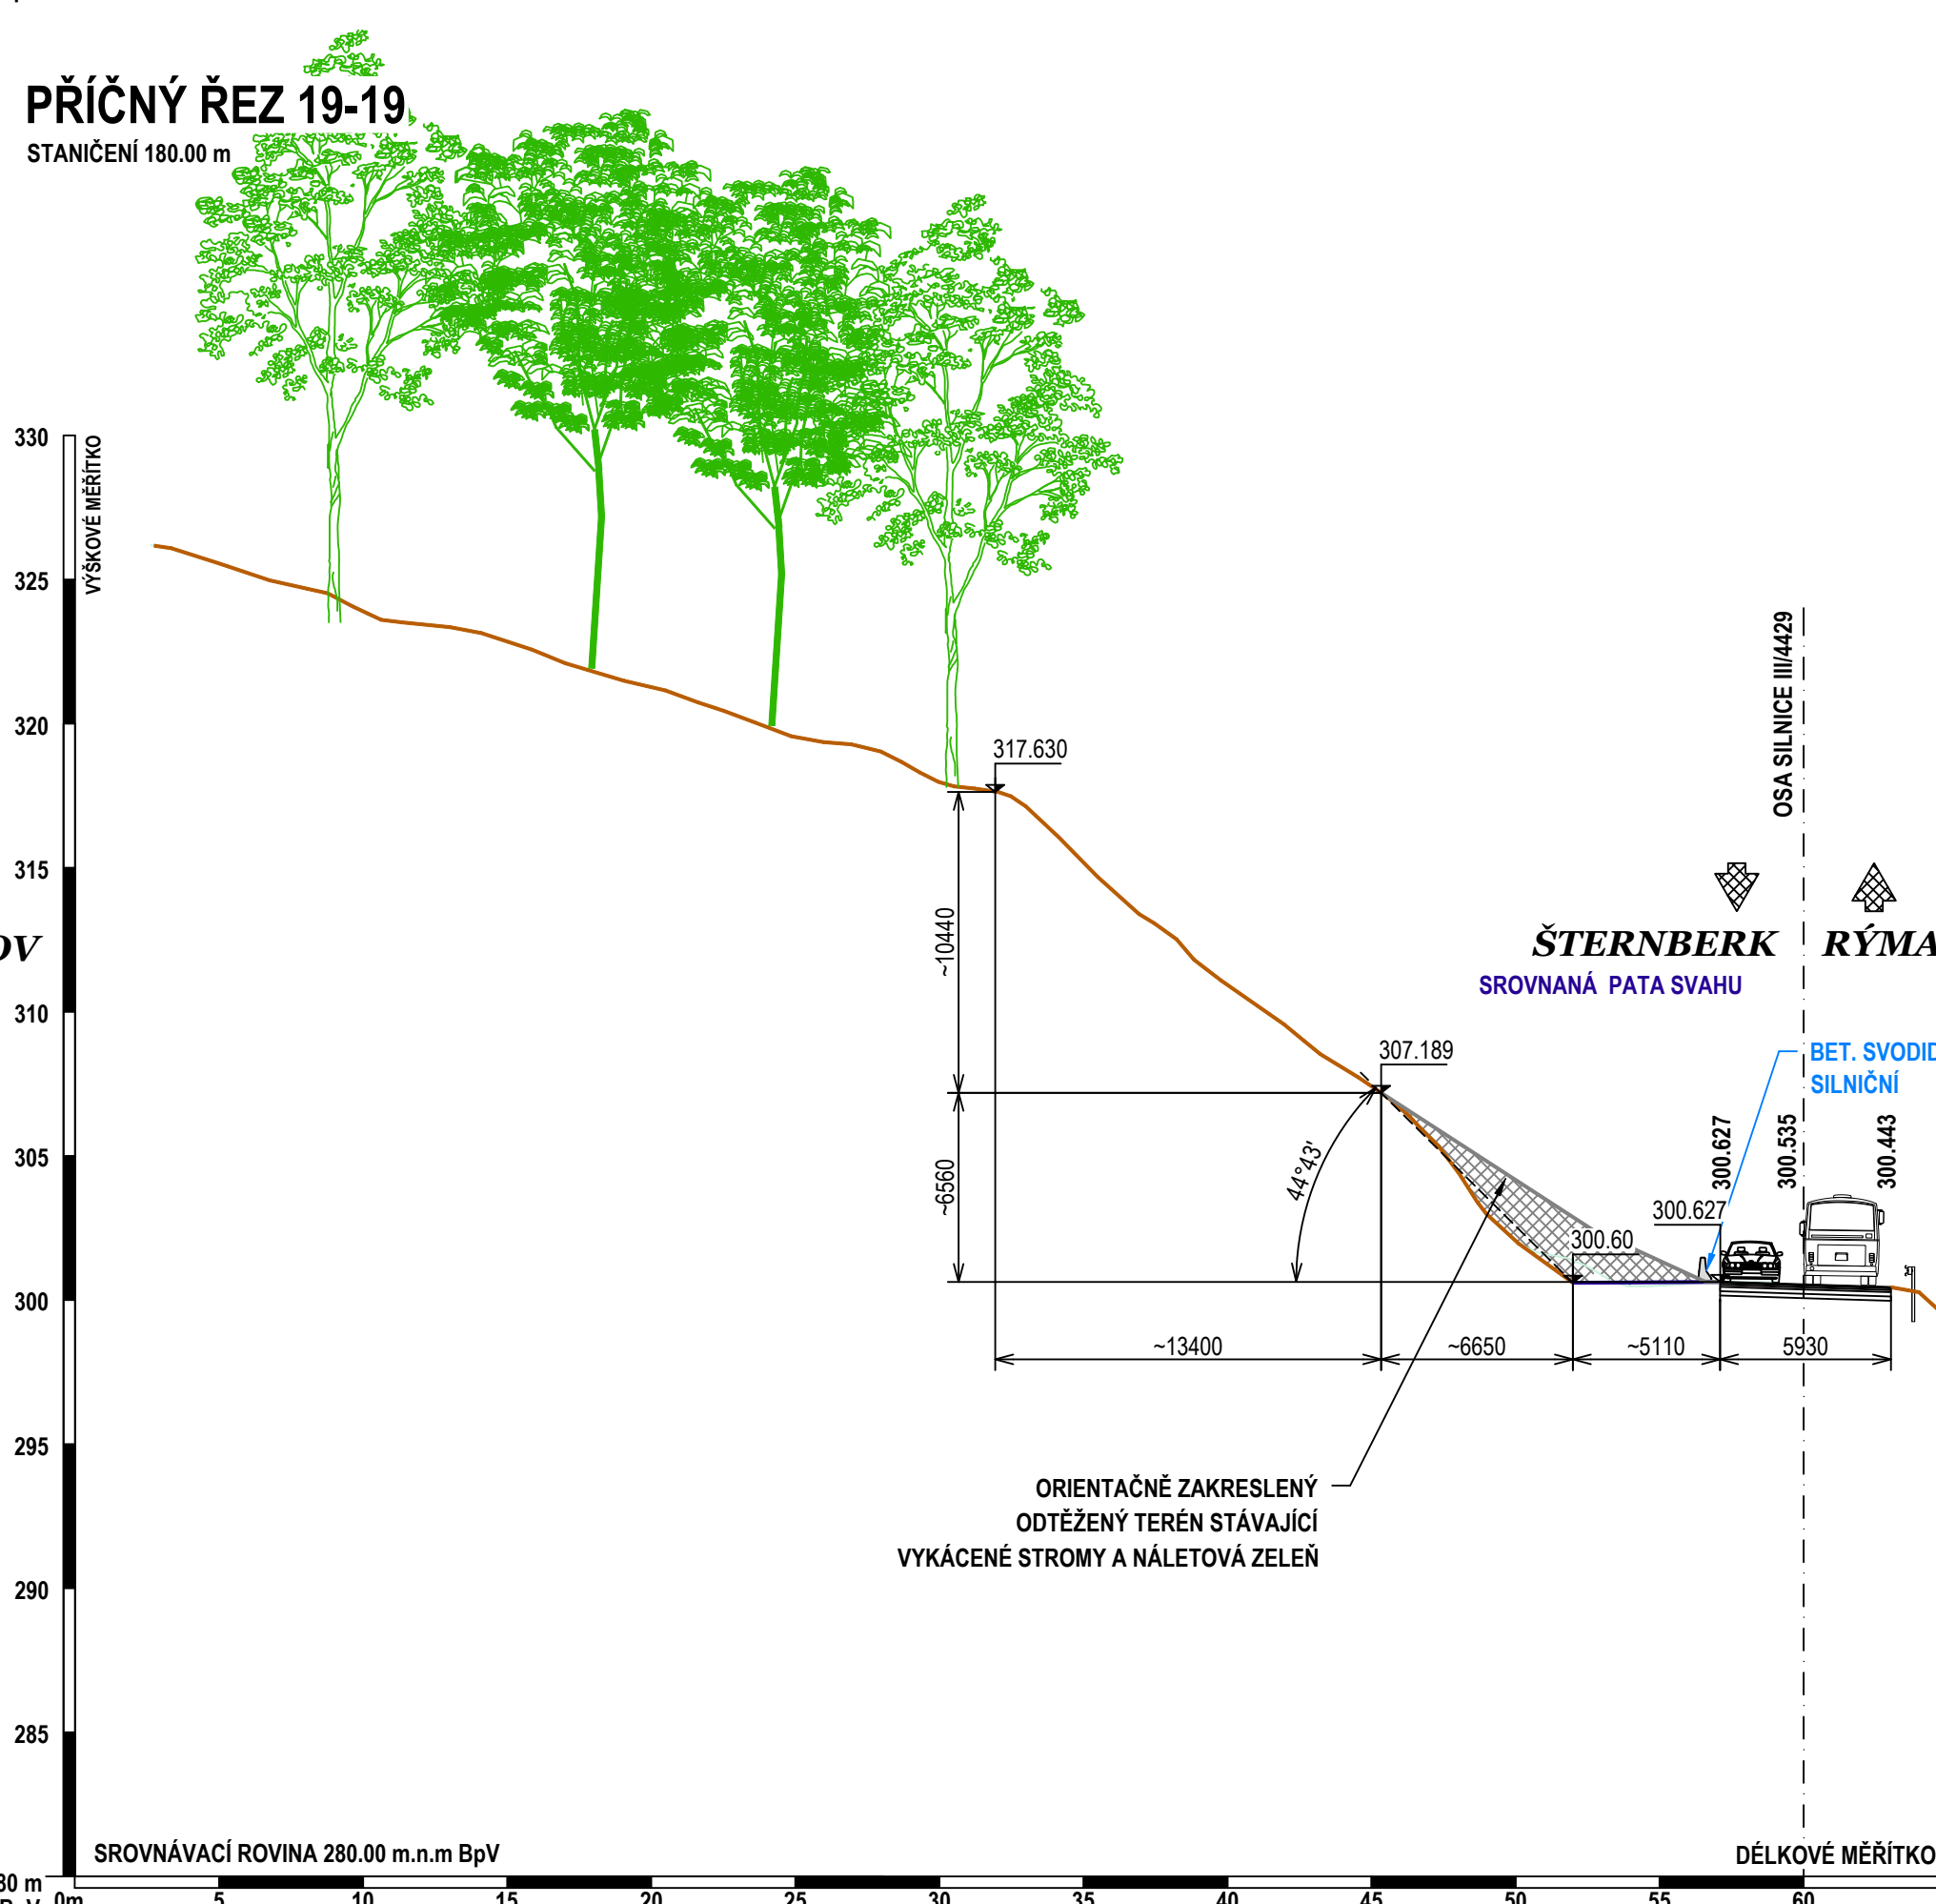 PŘÍČNÝ ŘEZ 19-19
STANIČENÍ 180.00 m
330
VÝŠKOVÉ MĚŘÍTKO
325
320
315
310
305
300
295
290
285
OSA SILNICE III/4429
317.630
~10440
OV
ŠTERNBERK
RÝMA
SROVNANÁ PATA SVAHU
307.189
BET. SVODID
SILNIČNÍ
~6560
44°43'
300.627
300.535
300.443
300.627
300.60
~13400
~6650
~5110
5930
ORIENTAČNĚ ZAKRESLENÝ
ODTĚŽENÝ TERÉN STÁVAJÍCÍ
VYKÁCENÉ STROMY A NÁLETOVÁ ZELEŇ
SROVNÁVACÍ ROVINA 280.00 m.n.m BpV
DÉLKOVÉ MĚŘÍTKO
80 m
0m 5 10 15 20 25 30 35 40 45 50 55 60